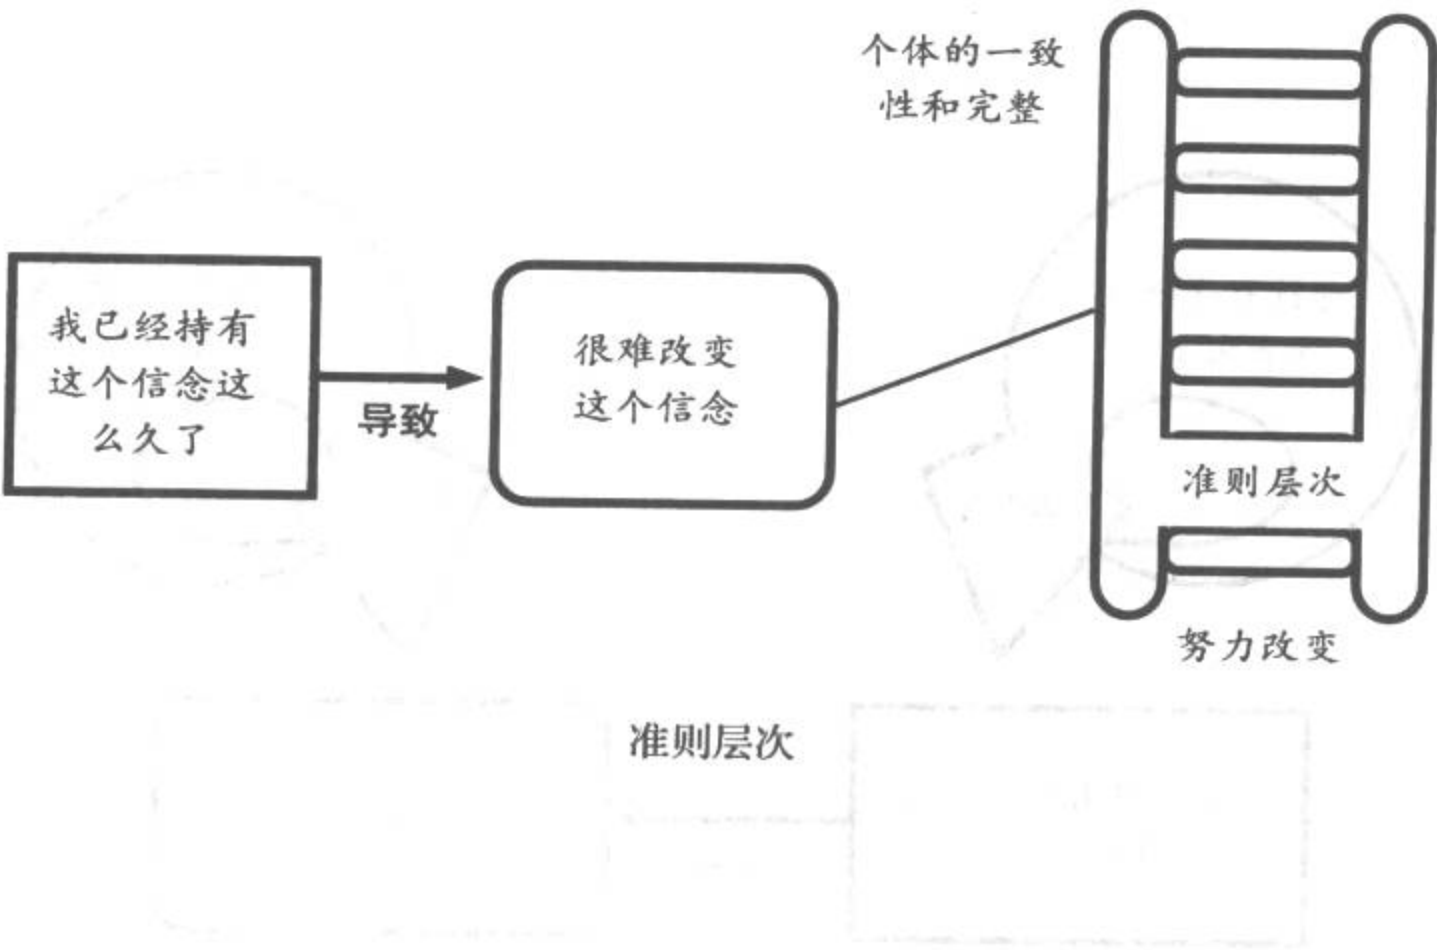 个体的一致
性和完整
我已经持有
这个信念这
么久了
导致
很难改变
这个信念
准则层次
努力改变
准则层次